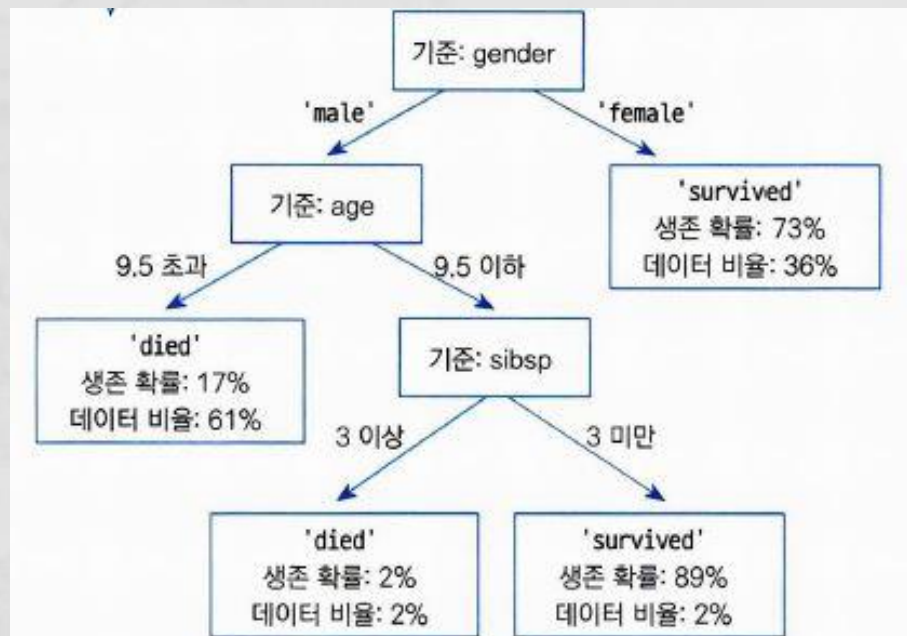 기준: gender
'male'
'female'
기준: age
'survived'
생존 확률: 73%
데이터 비율: 36%
9.5 초과
9.5 이하
'died'
생존 확률: 17%
데이터 비율: 61%
기준: sibsp
3 이상
3 미만
'died'
생존 확률: 2%
데이터 비율: 2%
'survived'
생존 확률: 89%
데이터 비율: 2%